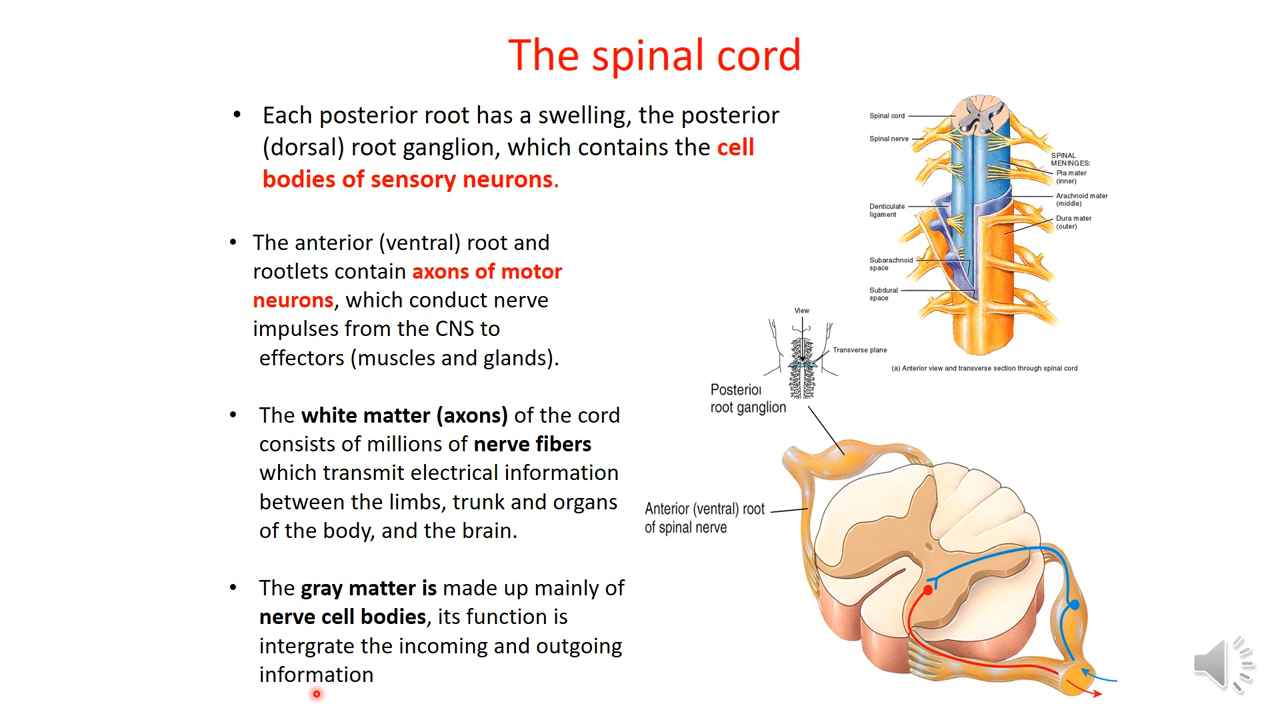 The spinal cord
• Each posterior root has a swelling, the posterior
(dorsal) root ganglion, which contains the cell
bodies of sensory neurons.
• The anterior (ventral) root and
rootlets contain axons of motor
neurons, which conduct nerve
impulses from the CNS to
effectors (muscles and glands).
• The white matter (axons) of the cord
consists of millions of nerve fibers
which transmit electrical information
between the limbs, trunk and organs
of the body, and the brain.
• The gray matter is made up mainly of
nerve cell bodies, its function is
intergrate the incoming and outgoing
information
Spinal cord
Spinal nerve
Denticulate
ligament
Subarachnoid
space
Subdural
space
SPINAL
MENINGES:
Pia mater
(inner)
Arachnoid mater
(middle)
Dura mater
(outer)
(a) Anterior view and transverse section through spinal cord
View
Transverse plane
Posterior
root ganglion
Anterior (ventral) root
of spinal nerve